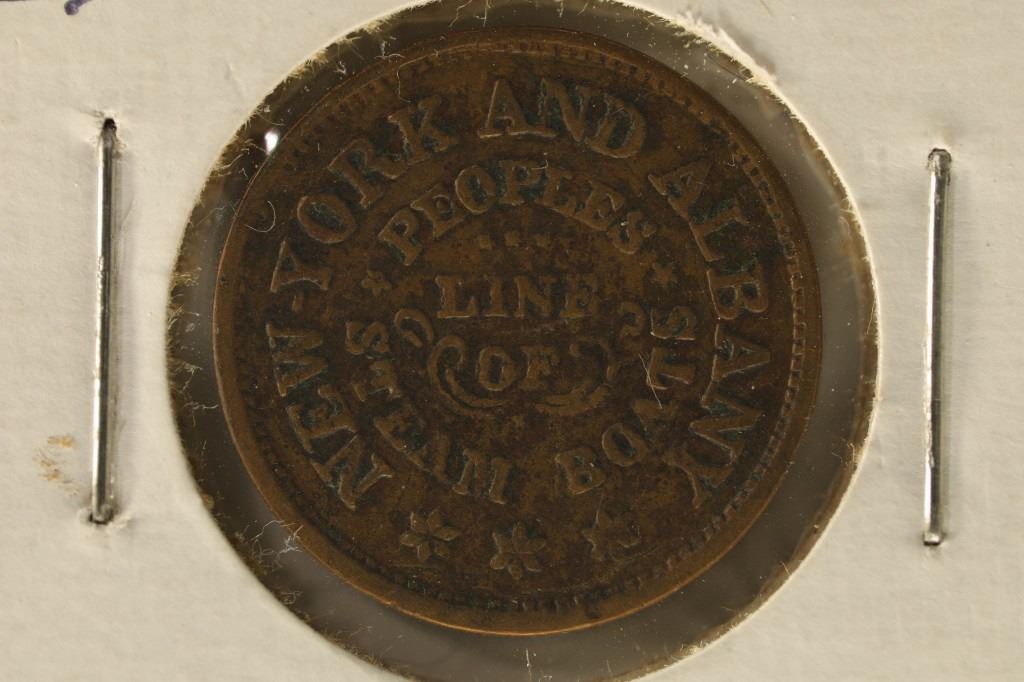 NEW-YORK AND ALBANY
PEOPLES
LINE
OF
STEAM BOATS